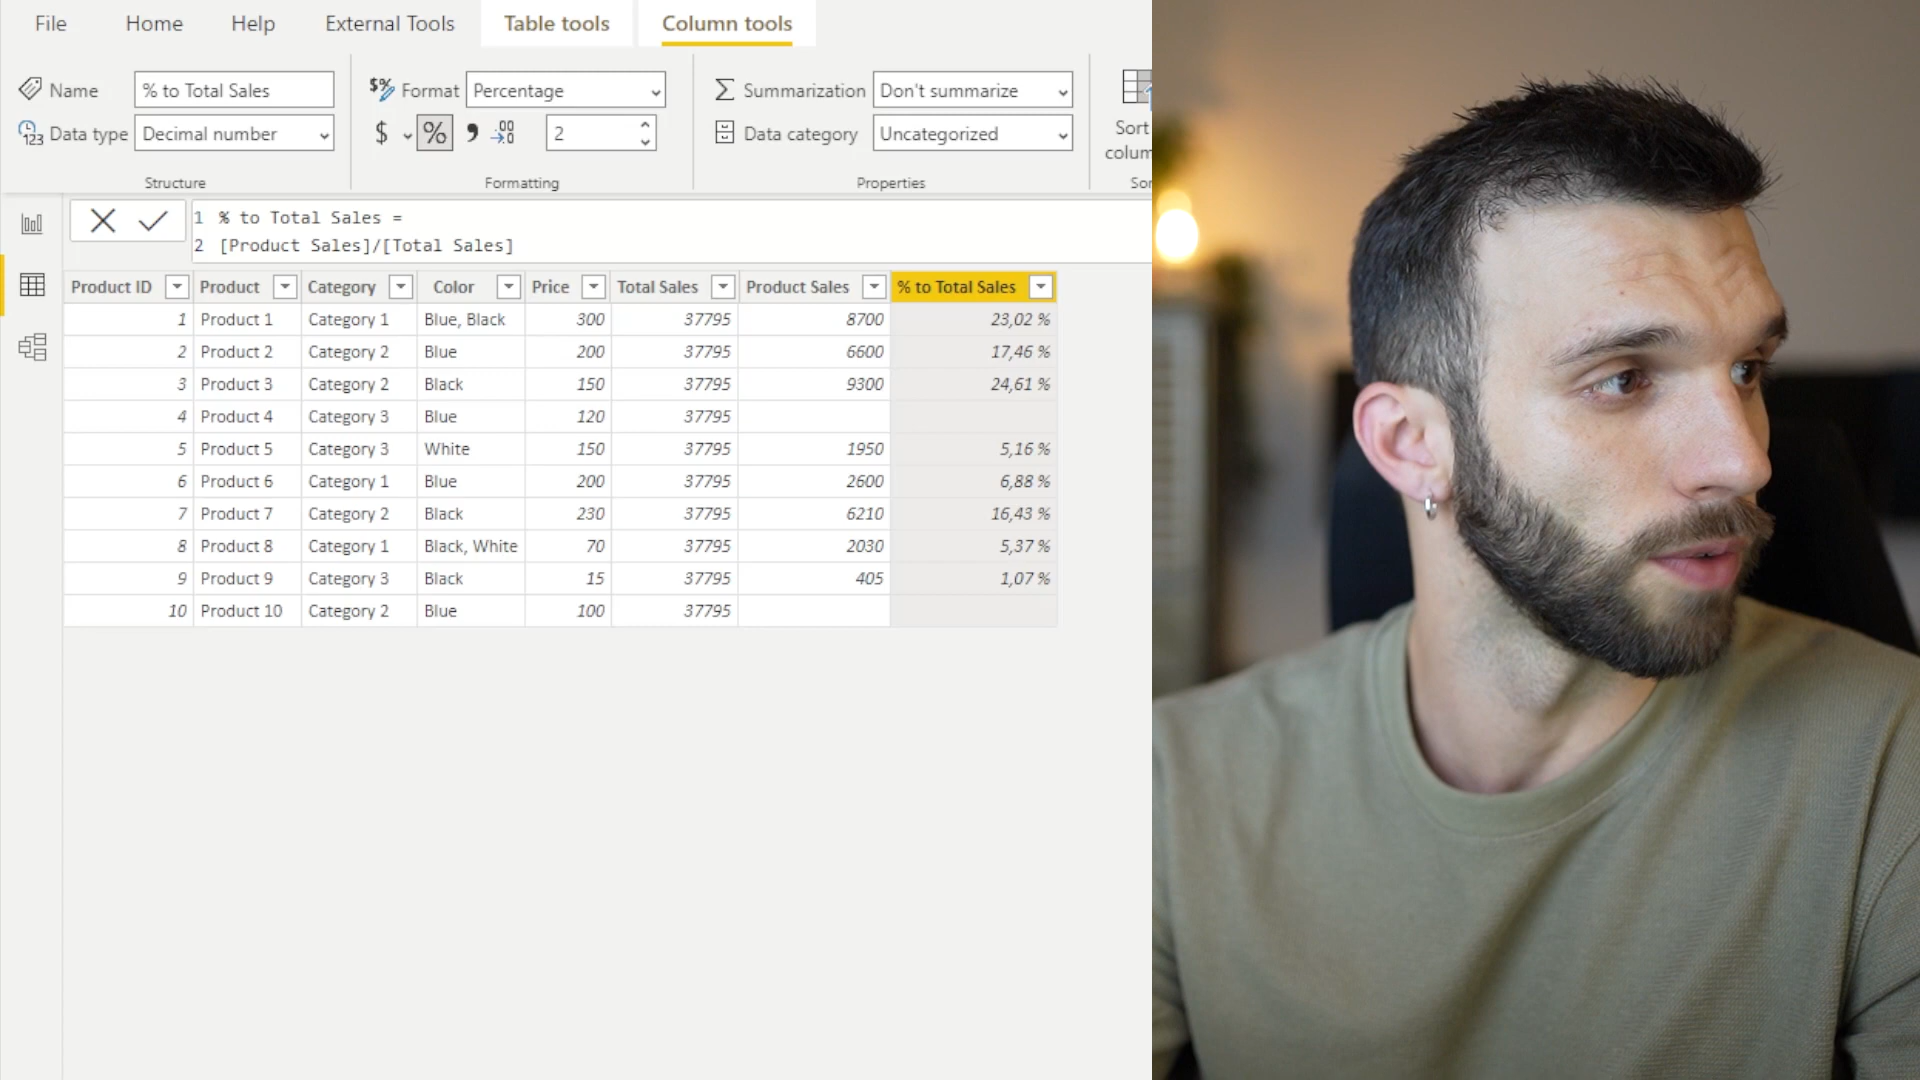 File Home Help External Tools Table tools Column tools
Name % to Total Sales $% Format Percentage Σ Summarization Don't summarize
123 Data type Decimal number $ % 2 Data category Uncategorized Sort
colum
Structure Formatting Properties Sor
1 % to Total Sales =
2 [Product Sales]/[Total Sales]
Product ID Product Category Color Price Total Sales Product Sales % to Total Sales
1 Product 1 Category 1 Blue, Black 300 37795 8700 23,02 %
2 Product 2 Category 2 Blue 200 37795 6600 17,46 %
3 Product 3 Category 2 Black 150 37795 9300 24,61 %
4 Product 4 Category 3 Blue 120 37795
5 Product 5 Category 3 White 150 37795 1950 5,16 %
6 Product 6 Category 1 Blue 200 37795 2600 6,88 %
7 Product 7 Category 2 Black 230 37795 6210 16,43 %
8 Product 8 Category 1 Black, White 70 37795 2030 5,37 %
9 Product 9 Category 3 Black 15 37795 405 1,07 %
10 Product 10 Category 2 Blue 100 37795